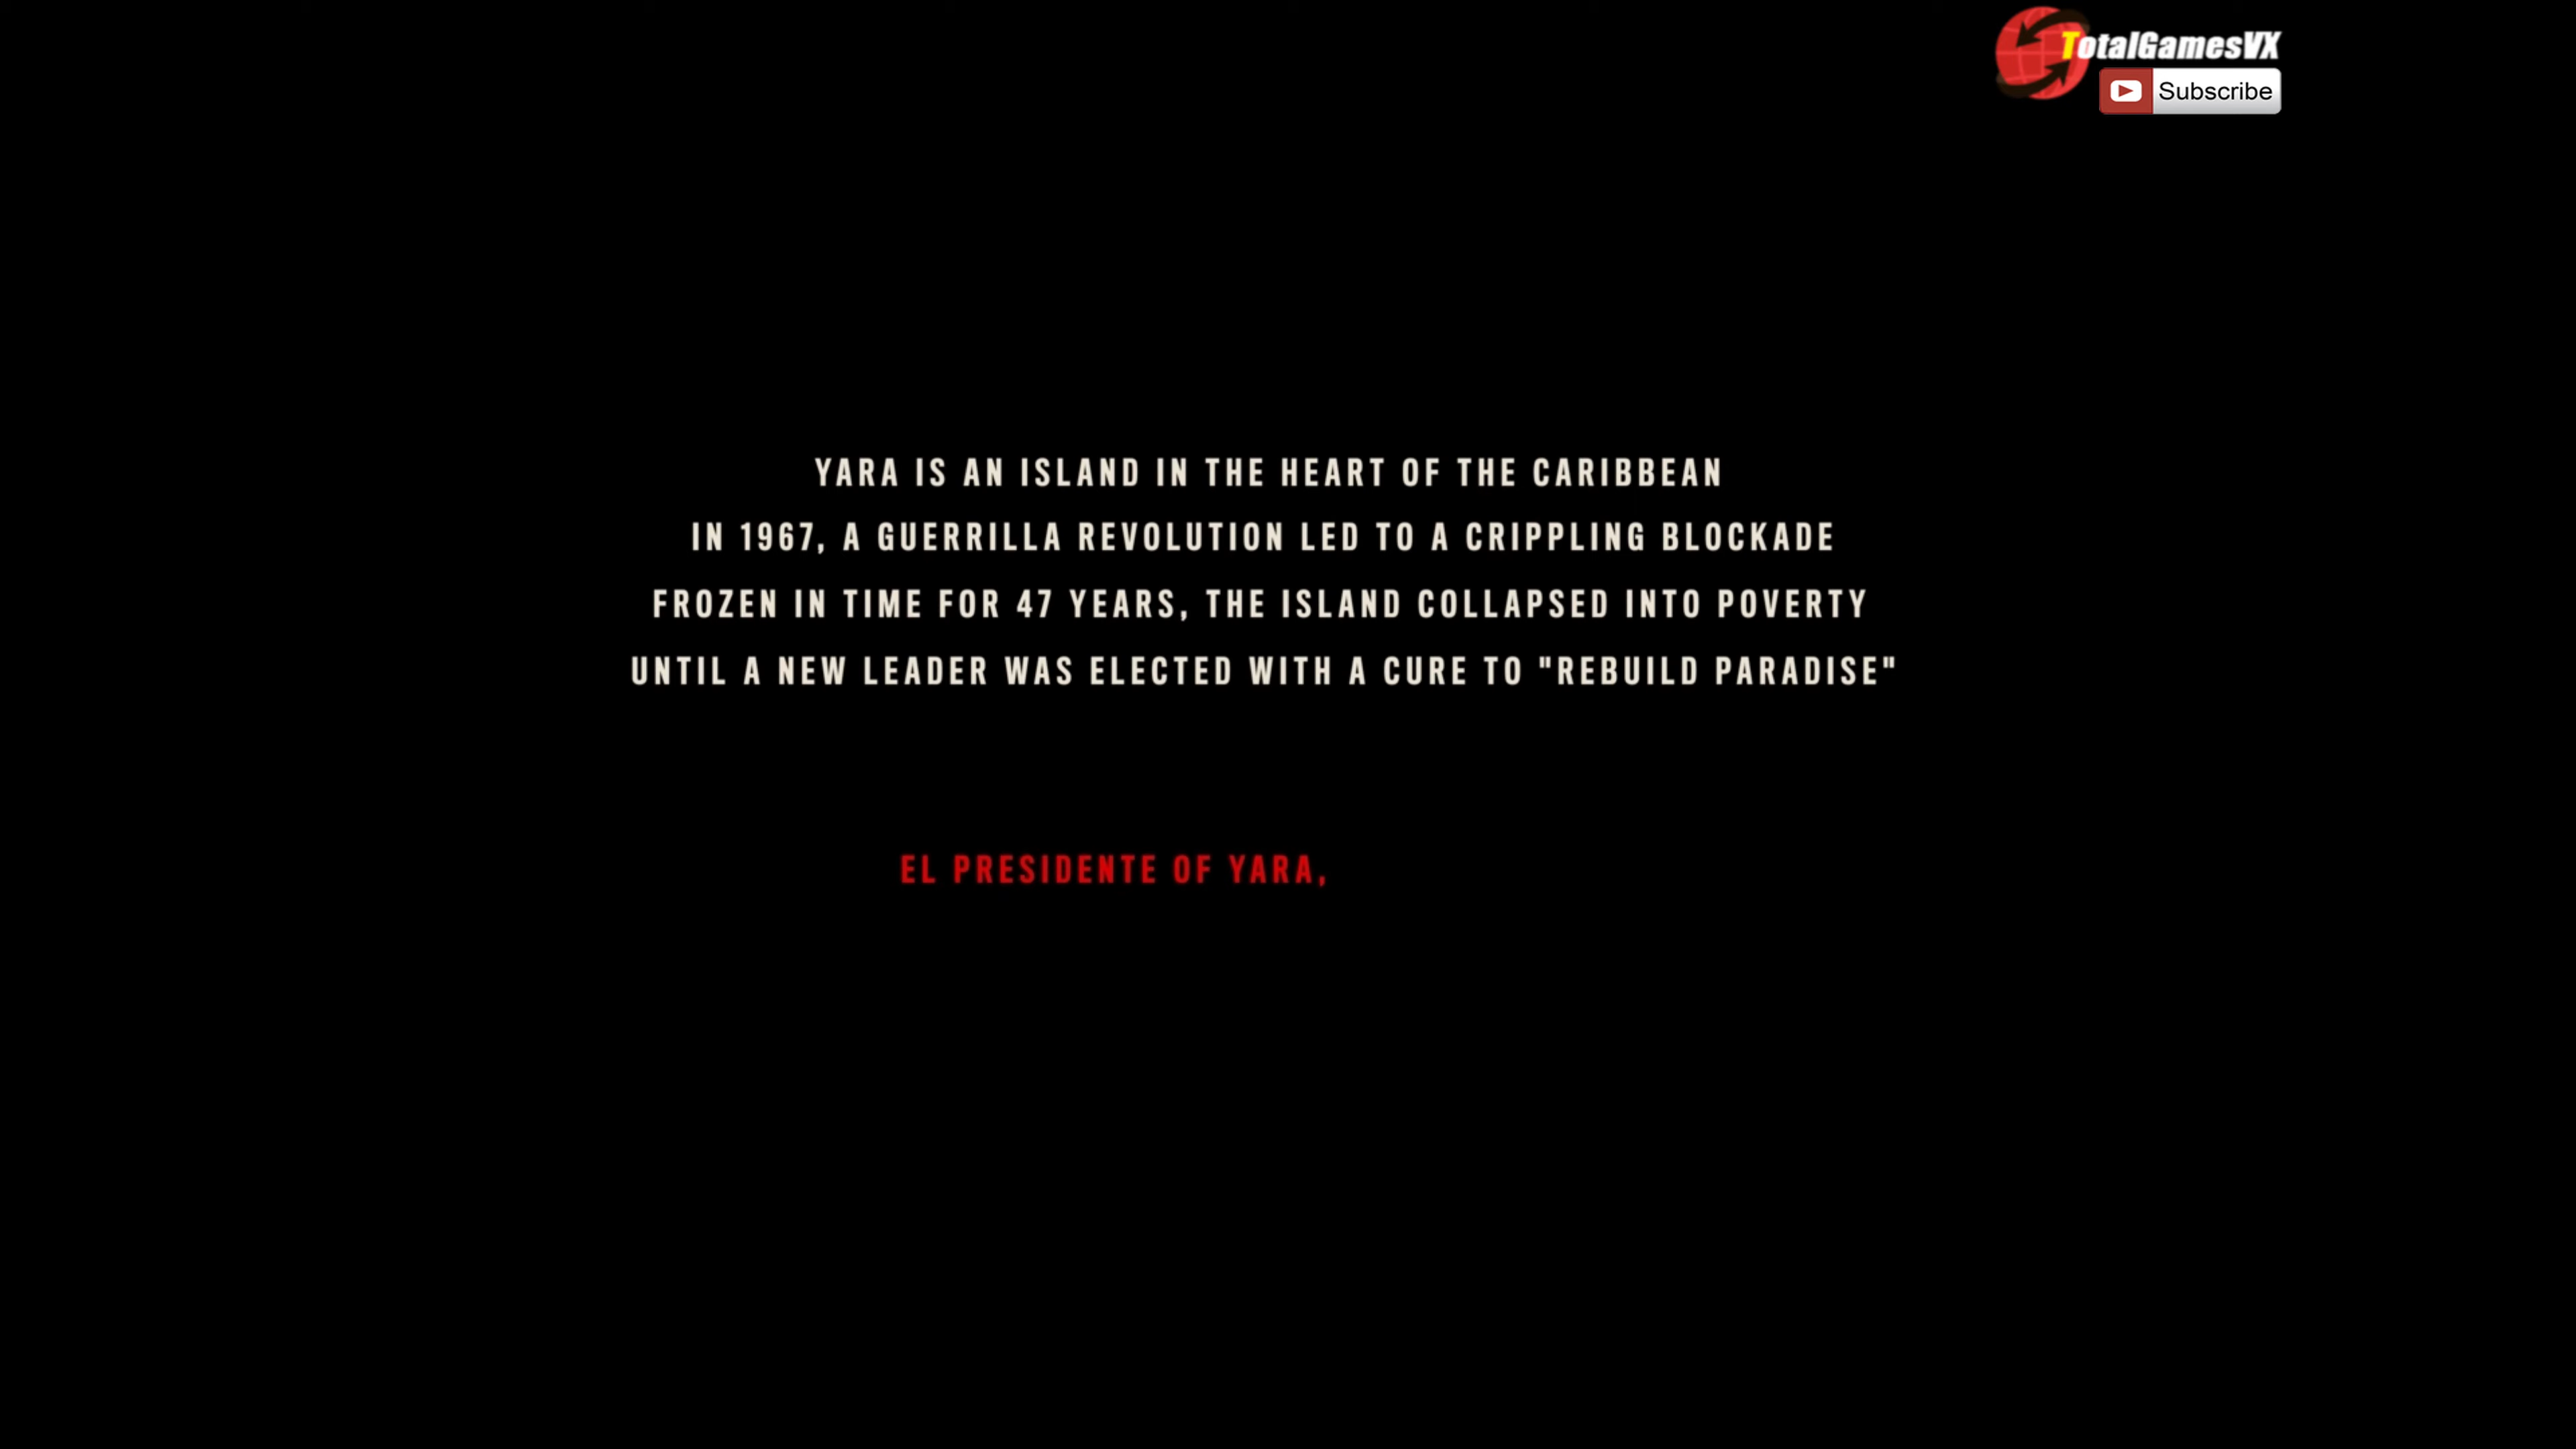 TotalGamesVX
Subscribe
YARA IS AN ISLAND IN THE HEART OF THE CARIBBEAN
IN 1967, A GUERRILLA REVOLUTION LED TO A CRIPPLING BLOCKADE
FROZEN IN TIME FOR 47 YEARS, THE ISLAND COLLAPSED INTO POVERTY
UNTIL A NEW LEADER WAS ELECTED WITH A CURE TO "REBUILD PARADISE"
EL PRESIDENTE OF YARA,